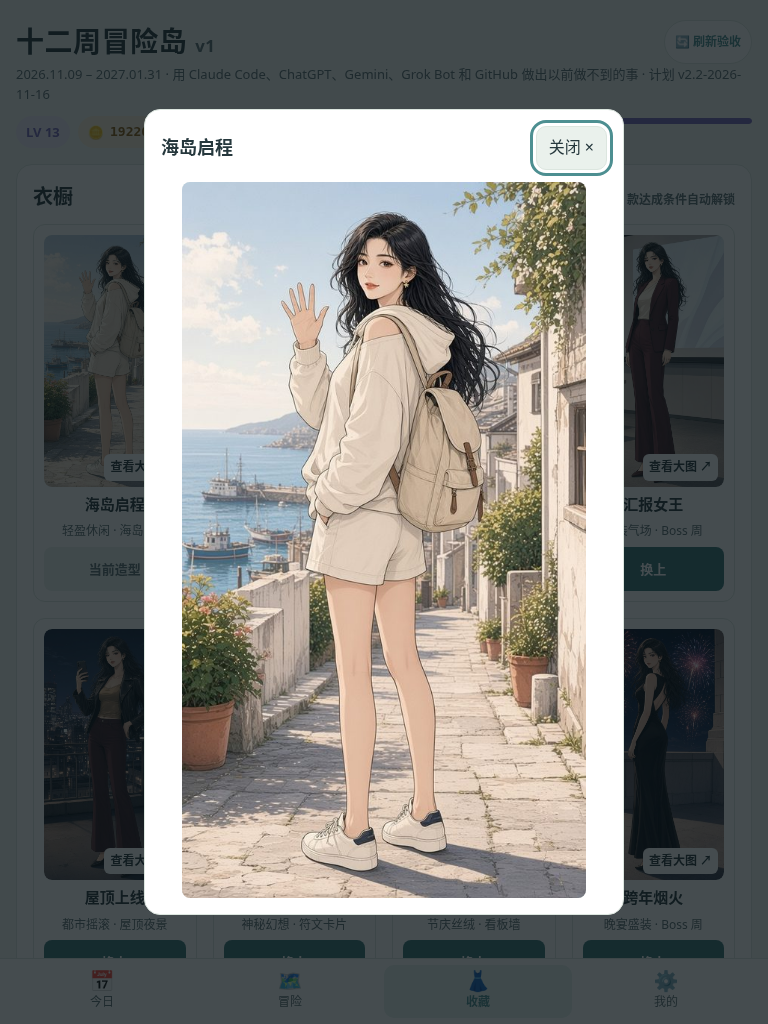 十二周冒险岛 v1
刷新验收
2026.11.09 – 2027.01.31 · 用 Claude Code、ChatGPT、Gemini、Grok Bot 和 GitHub 做出以前做不到的事 · 计划 v2.2-2026-
11-16
LV 13
海岛启程
关闭 ×
衣橱
款达成条件自动解锁
查看大
查看大图 ↗
海岛启程
汇报女王
轻盈休闲 · 海岛
气场 · Boss 周
当前造型
换上
查看大
查看大图 ↗
屋顶上线
跨年烟火
都市摇滚 · 屋顶夜景
神秘幻想 · 符文卡片
节庆丝绒 · 看板墙
晚宴盛装 · Boss 周
今日
冒险
收藏
我的